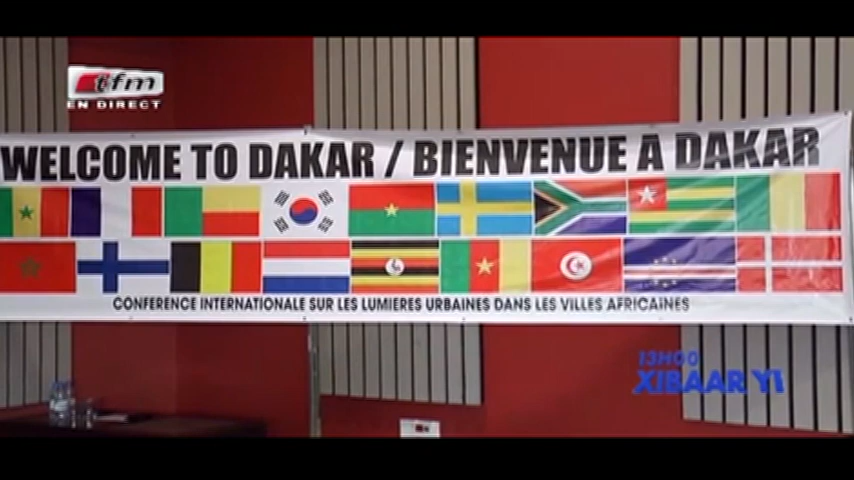 tfm
EN DIRECT
WELCOME TO DAKAR / BIENVENUE A DAKAR
CONFERENCE INTERNATIONALE SUR LES LUMIERES URBAINES DANS LES VILLES AFRICAINES
13H00
XIBAAR YI